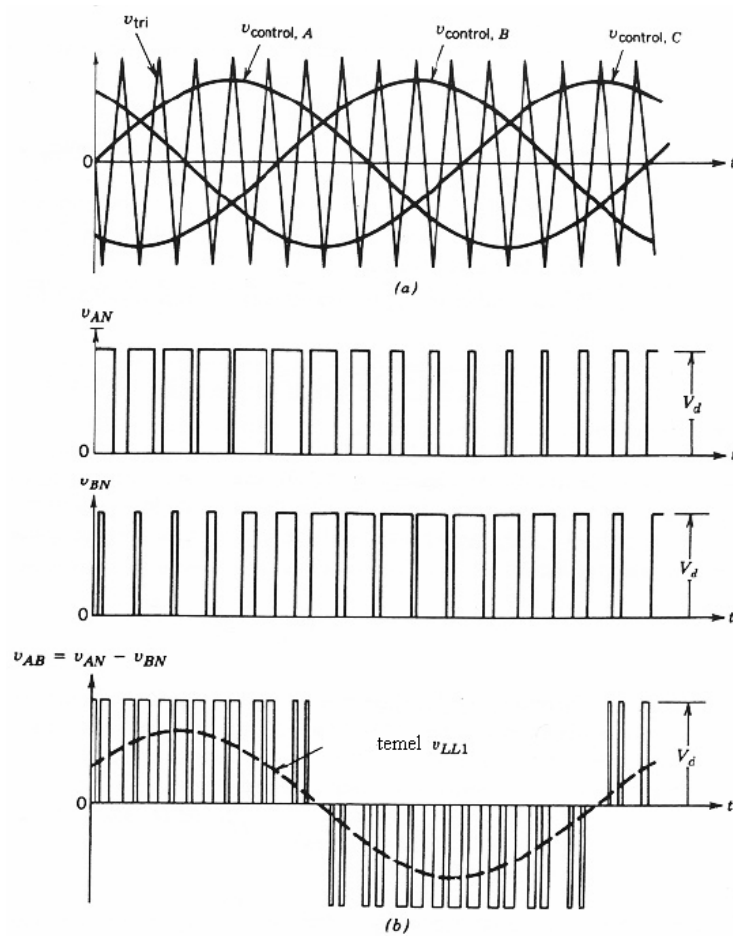 v_tri
v_control, A
v_control, B
v_control, C
0
t
(a)
v_AN
V_d
0
t
v_BN
V_d
0
t
v_AB = v_AN − v_BN
temel v_LL1
V_d
0
t
(b)